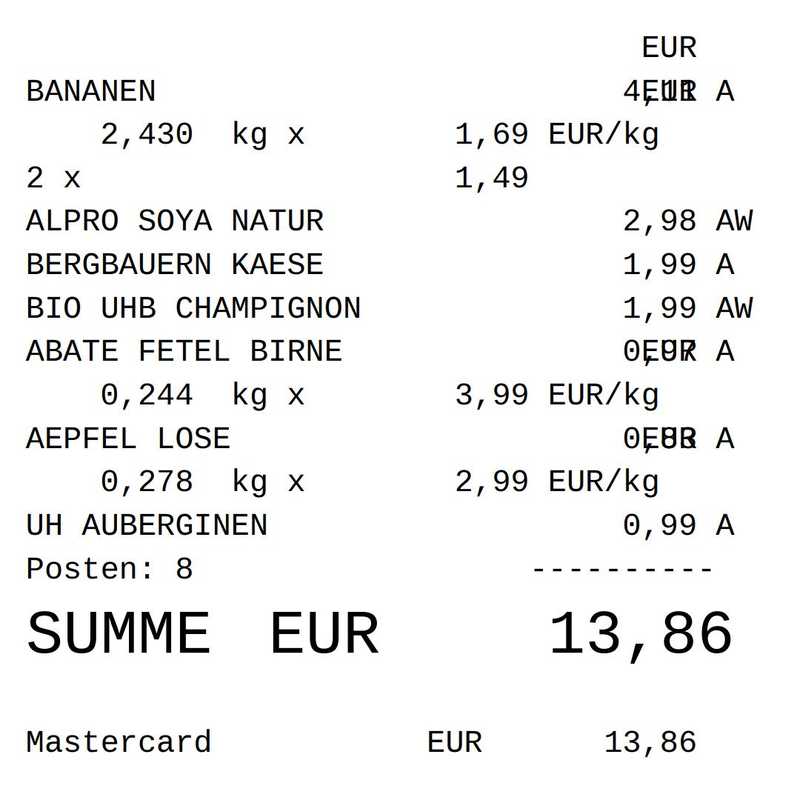 EUR
BANANEN 4,11 EUR A
2,430 kg x 1,69 EUR/kg
2 x 1,49
ALPRO SOYA NATUR 2,98 AW
BERGBAUERN KAESE 1,99 A
BIO UHB CHAMPIGNON 1,99 AW
ABATE FETEL BIRNE 0,97 EUR A
0,244 kg x 3,99 EUR/kg
AEPFEL LOSE 0,83 EUR A
0,278 kg x 2,99 EUR/kg
UH AUBERGINEN 0,99 A
Posten: 8 ----------
SUMME EUR 13,86
Mastercard EUR 13,86